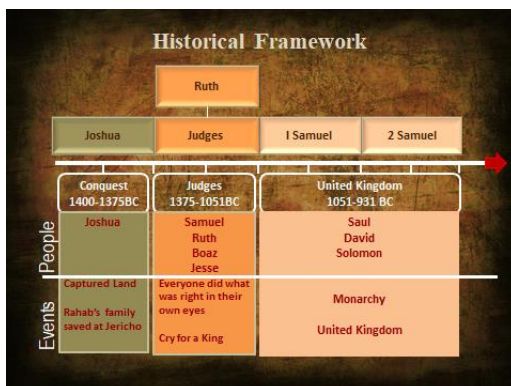 Historical Framework
Ruth
Joshua
Judges
1 Samuel
2 Samuel
Conquest
1400-1375BC
Judges
1375-1051BC
United Kingdom
1051-931 BC
People
Joshua
Samuel
Ruth
Boaz
Jesse
Saul
David
Solomon
Events
Captured Land
Rahab's family
saved at Jericho
Everyone did what
was right in their
own eyes
Cry for a King
Monarchy
United Kingdom